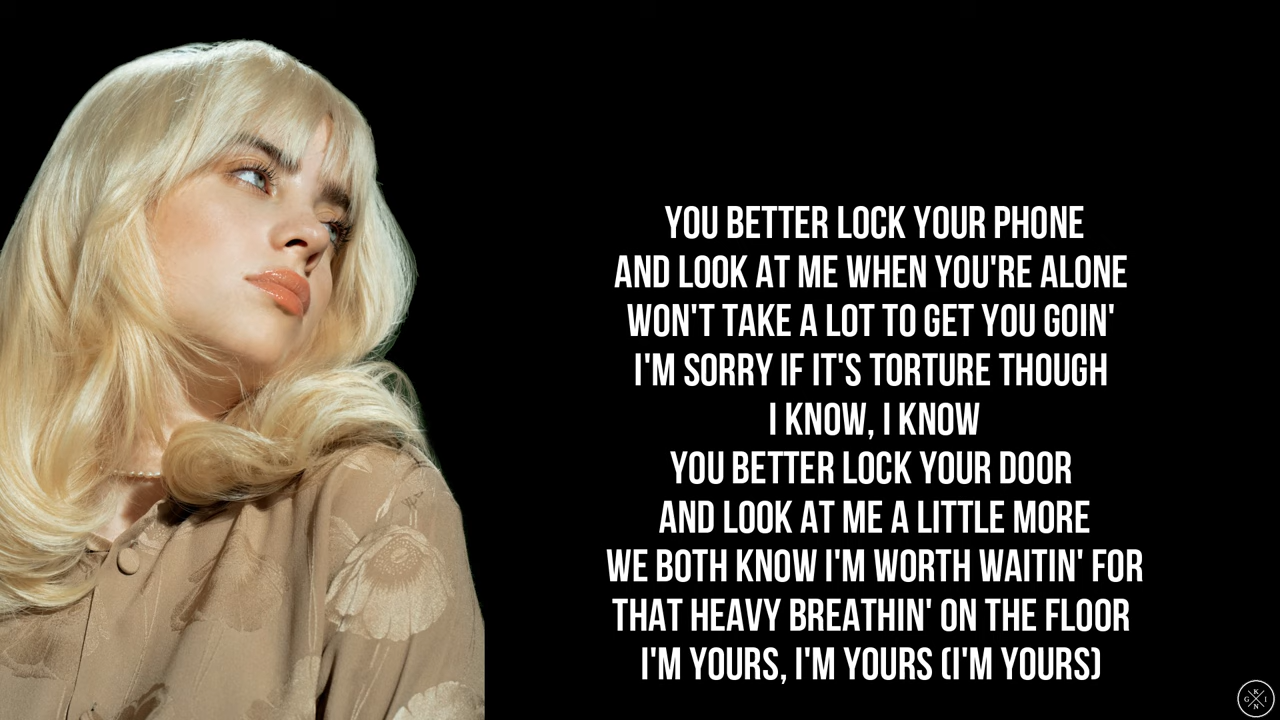 YOU BETTER LOCK YOUR PHONE
AND LOOK AT ME WHEN YOU'RE ALONE
WON'T TAKE A LOT TO GET YOU GOIN'
I'M SORRY IF IT'S TORTURE THOUGH
I KNOW, I KNOW
YOU BETTER LOCK YOUR DOOR
AND LOOK AT ME A LITTLE MORE
WE BOTH KNOW I'M WORTH WAITIN' FOR
THAT HEAVY BREATHIN' ON THE FLOOR
I'M YOURS, I'M YOURS (I'M YOURS)
K
G I
N